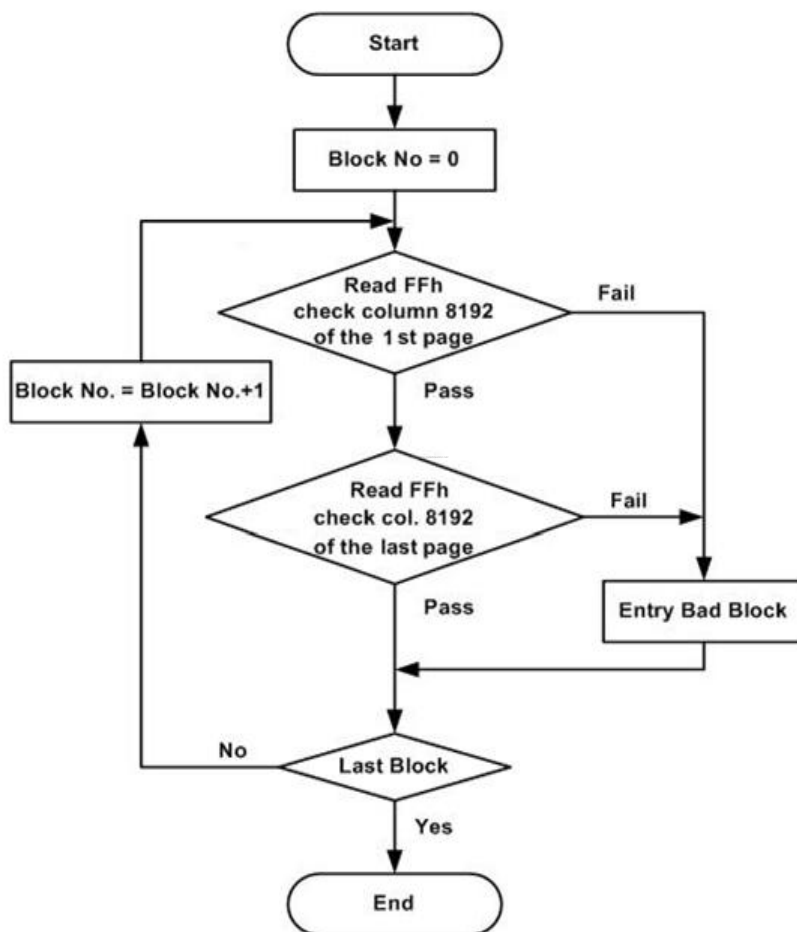 Start
Block No = 0
Read FFh
check column 8192
of the 1st page
Fail
Pass
Block No. = Block No.+1
Read FFh
check col. 8192
of the last page
Fail
Pass
Entry Bad Block
No
Last Block
Yes
End